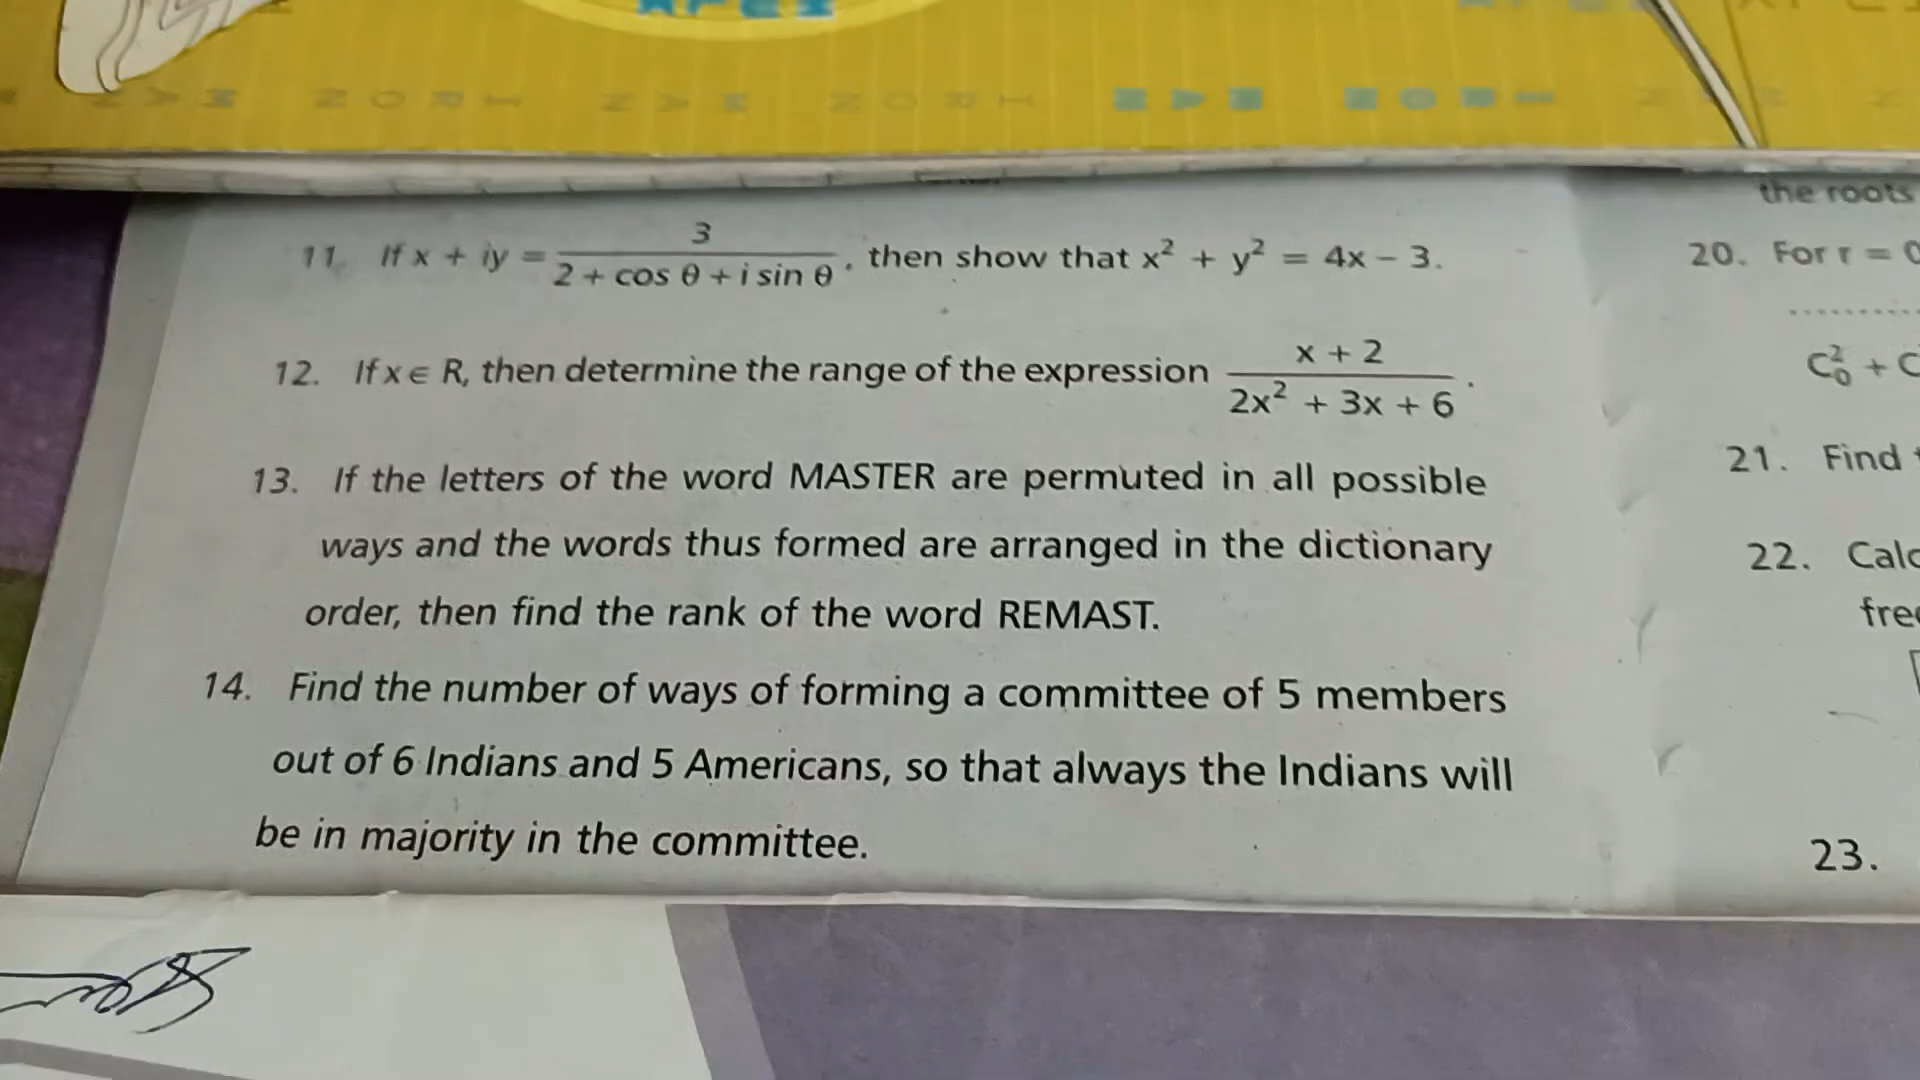 11. If x + iy = 3 / (2 + cos θ + i sin θ), then show that x² + y² = 4x – 3.
12. If x ∈ R, then determine the range of the expression (x + 2) / (2x² + 3x + 6).
13. If the letters of the word MASTER are permuted in all possible
ways and the words thus formed are arranged in the dictionary
order, then find the rank of the word REMAST.
14. Find the number of ways of forming a committee of 5 members
out of 6 Indians and 5 Americans, so that always the Indians will
be in majority in the committee.
the roots
20. For r = 0
C₀² + C
21. Find
22.
23.